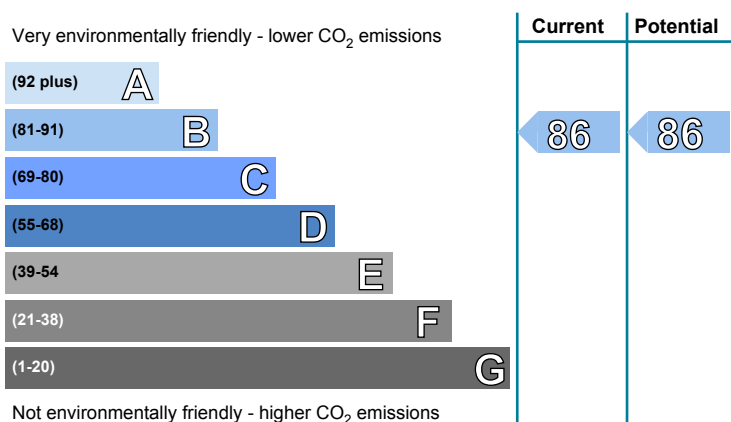 Very environmentally friendly - lower CO₂ emissions
Current Potential
(92 plus) A
(81-91) B 86 86
(69-80) C
(55-68) D
(39-54 E
(21-38) F
(1-20) G
Not environmentally friendly - higher CO₂ emissions